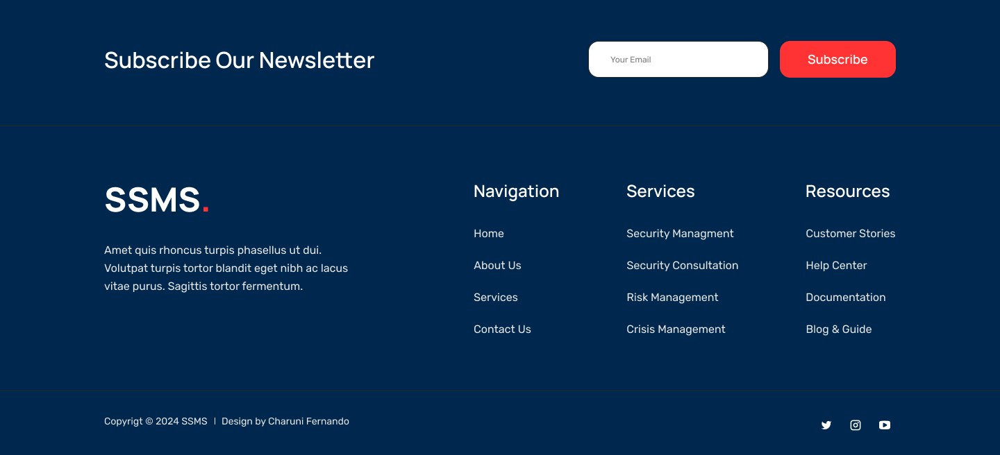 Subscribe Our Newsletter
Your Email
Subscribe
SSMS.
Amet quis rhoncus turpis phasellus ut dui.
Volutpat turpis tortor blandit eget nibh ac lacus
vitae purus. Sagittis tortor fermentum.
Navigation
Home
About Us
Services
Contact Us
Services
Security Managment
Security Consultation
Risk Management
Crisis Management
Resources
Customer Stories
Help Center
Documentation
Blog & Guide
Copyrigt © 2024 SSMS | Design by Charuni Fernando